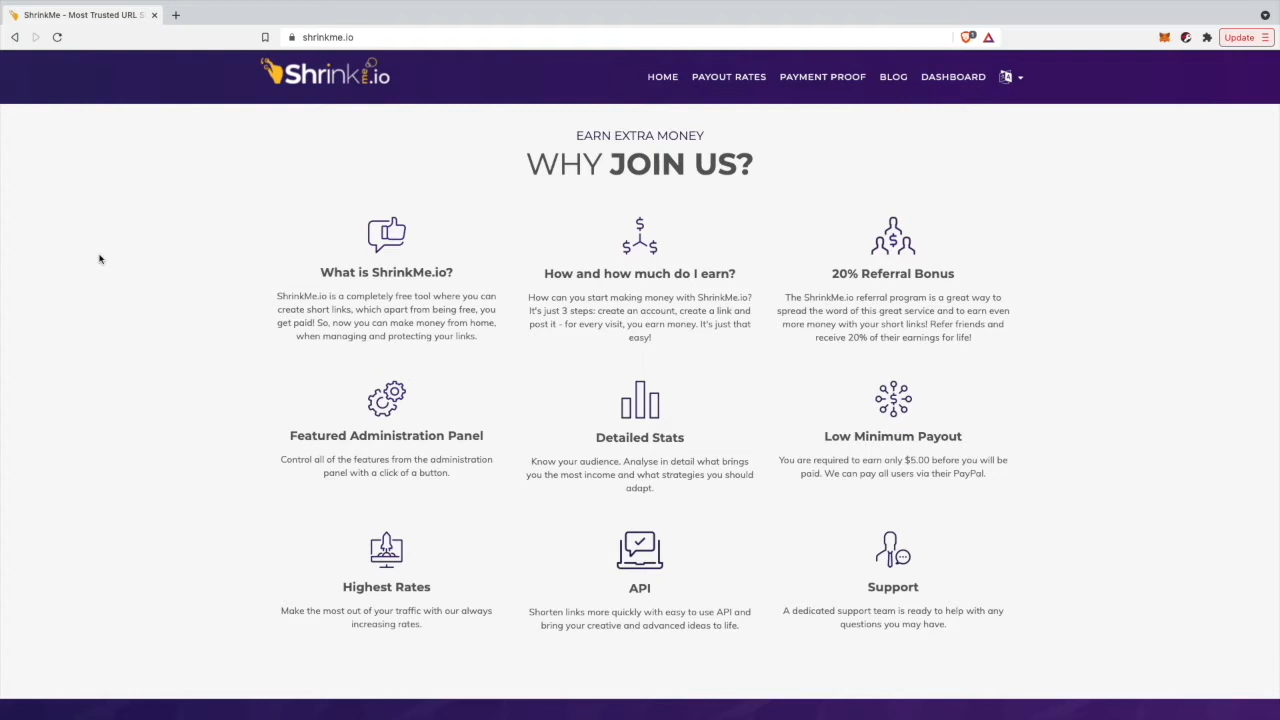 ShrinkMe - Most Trusted URL S
shrinkme.io
1
Update
Shrinkme.io
HOME
PAYOUT RATES
PAYMENT PROOF
BLOG
DASHBOARD
EARN EXTRA MONEY
WHY JOIN US?
What is ShrinkMe.io?
ShrinkMe.io is a completely free tool where you can
create short links, which apart from being free, you
get paid! So, now you can make money from home,
when managing and protecting your links.
How and how much do I earn?
How can you start making money with ShrinkMe.io?
It's just 3 steps: create an account, create a link and
post it - for every visit, you earn money. It's just that
easy!
20% Referral Bonus
The ShrinkMe.io referral program is a great way to
spread the word of this great service and to earn even
more money with your short links! Refer friends and
receive 20% of their earnings for life!
Featured Administration Panel
Control all of the features from the administration
panel with a click of a button.
Detailed Stats
Know your audience. Analyse in detail what brings
you the most income and what strategies you should
adapt.
Low Minimum Payout
You are required to earn only $5.00 before you will be
paid. We can pay all users via their PayPal.
Highest Rates
Make the most out of your traffic with our always
increasing rates.
API
Shorten links more quickly with easy to use API and
bring your creative and advanced ideas to life.
Support
A dedicated support team is ready to help with any
questions you may have.